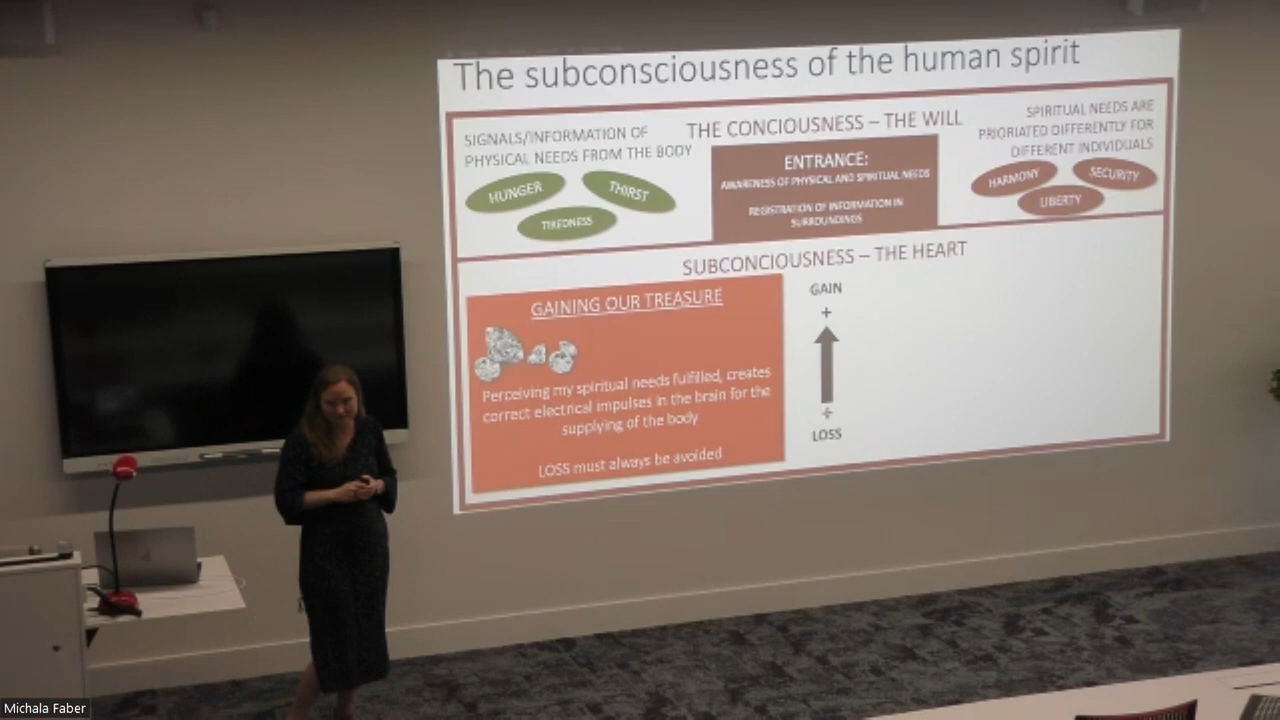 The subconsciousness of the human spirit
SIGNALS/INFORMATION OF
PHYSICAL NEEDS FROM THE BODY
HUNGER
THIRST
TIREDNESS
THE CONCIOUSNESS – THE WILL
ENTRANCE:
AWARENESS OF PHYSICAL AND SPIRITUAL NEEDS
REGISTRATION OF INFORMATION IN
SURROUNDINGS
SPIRITUAL NEEDS ARE
PRIORIATED DIFFERENTLY FOR
DIFFERENT INDIVIDUALS
HARMONY
SECURITY
LIBERTY
SUBCONCIOUSNESS – THE HEART
GAINING OUR TREASURE
Perceiving my spiritual needs fulfilled, creates
correct electrical impulses in the brain for the
supplying of the body
LOSS must always be avoided
GAIN
+
÷
LOSS
Michala Faber